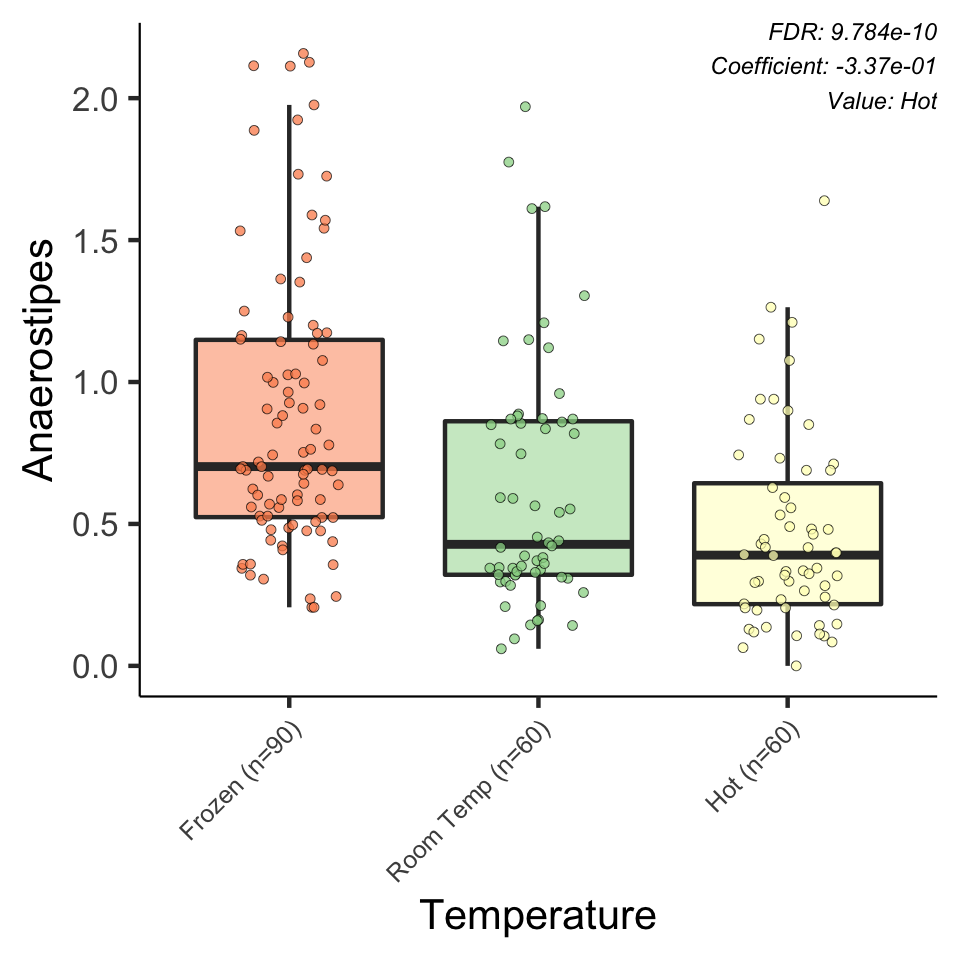 FDR: 9.784e-10
Coefficient: -3.37e-01
Value: Hot
Anaerostipes
2.0
1.5
1.0
0.5
0.0
Frozen (n=90)
Room Temp (n=60)
Hot (n=60)
Temperature